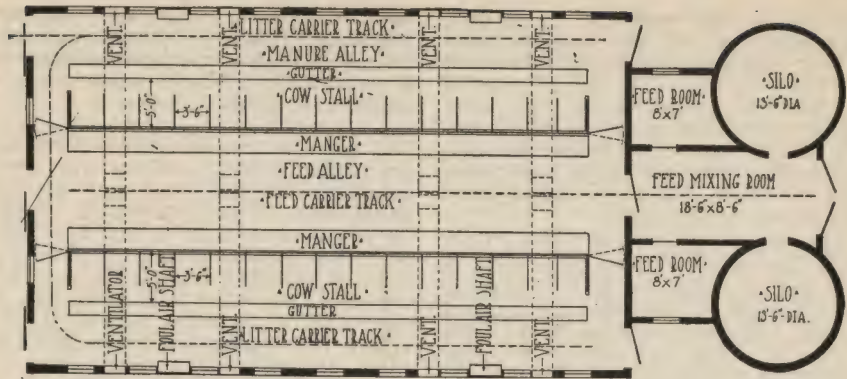 ·LITTER CARRIER TRACK·
VENT·
VENT·
VENT·
VENT·
·MANURE ALLEY·
·GUTTER·
·COW STALL·
5'-0"
3'-6"
·MANGER·
·FEED ALLEY·
·FEED CARRIER TRACK·
·MANGER·
5'-0"
3'-6"
·COW STALL·
GUTTER
·LITTER CARRIER TRACK·
·VENTILATOR
FOUL AIR SHAFT
VENT·
VENT·
FOUL AIR SHAFT
VENT·
·FEED ROOM·
8'x7'
·SILO·
13'-6" DIA
FEED MIXING ROOM
18'-6"x8'-6"
·FEED ROOM·
8'x7'
·SILO·
13'-6"-DIA.